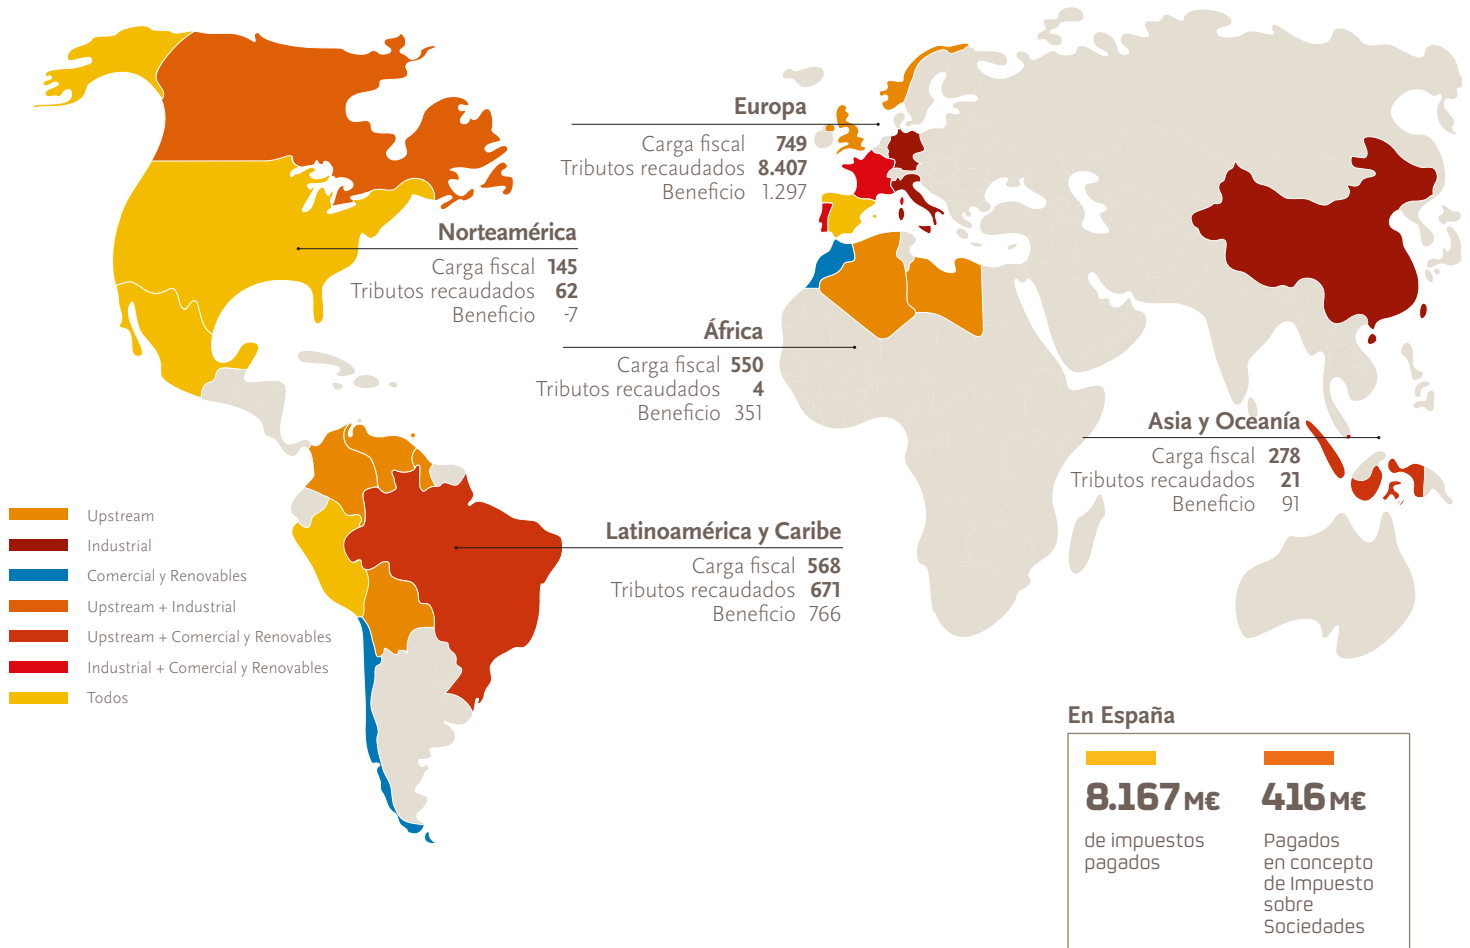 Europa
Carga fiscal 749
Tributos recaudados 8.407
Beneficio 1.297
Norteamérica
Carga fiscal 145
Tributos recaudados 62
Beneficio -7
África
Carga fiscal 550
Tributos recaudados 4
Beneficio 351
Asia y Oceanía
Carga fiscal 278
Tributos recaudados 21
Beneficio 91
Latinoamérica y Caribe
Carga fiscal 568
Tributos recaudados 671
Beneficio 766
Upstream
Industrial
Comercial y Renovables
Upstream + Industrial
Upstream + Comercial y Renovables
Industrial + Comercial y Renovables
Todos
En España
8.167 M€
de impuestos
pagados
416 M€
Pagados
en concepto
de Impuesto
sobre
Sociedades